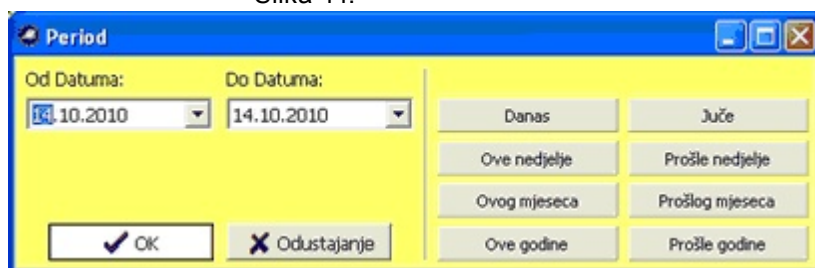 Slika 44.
Period
Od Datuma: Do Datuma:
14.10.2010 14.10.2010
Danas Juče
Ove nedjelje Prošle nedjelje
Ovog mjeseca Prošlog mjeseca
OK Odustajanje Ove godine Prošle godine